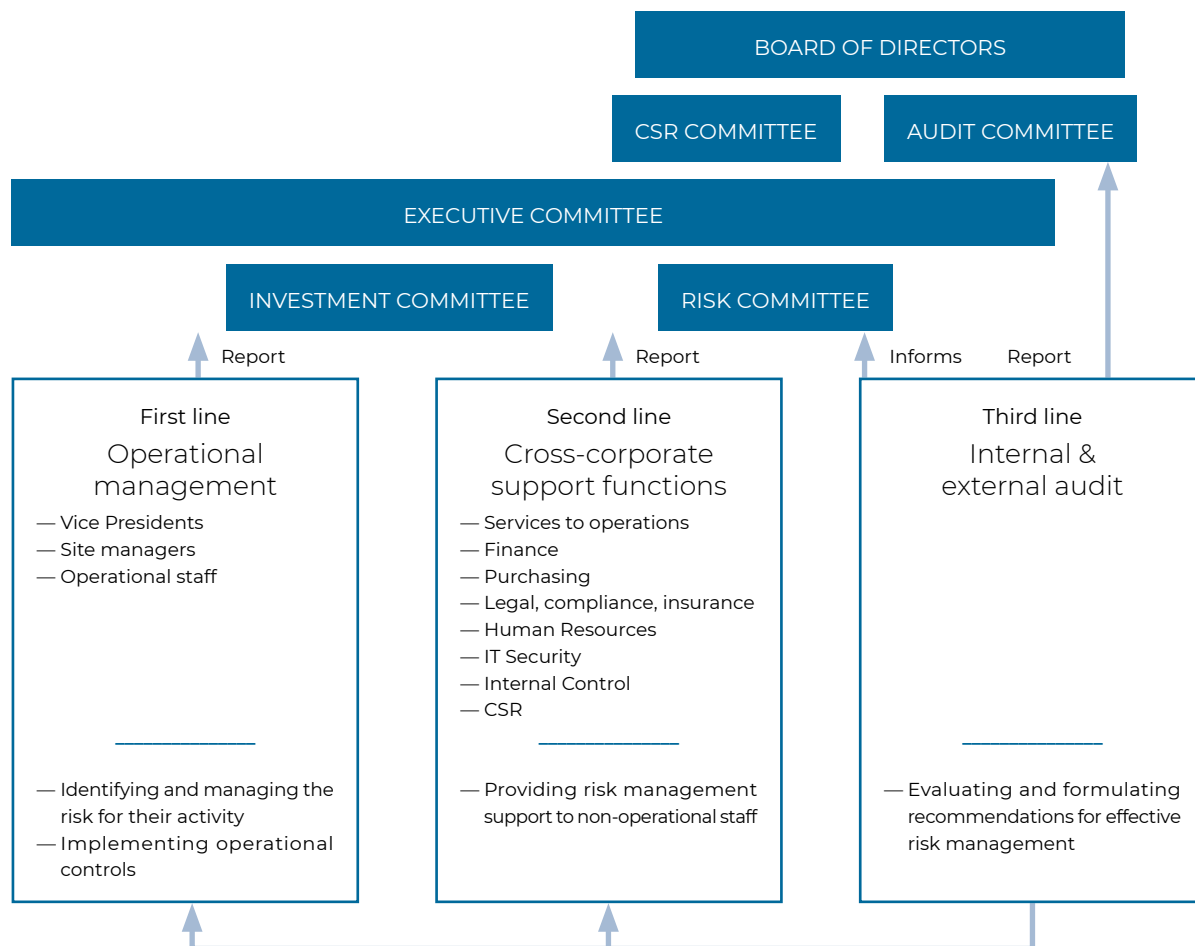 BOARD OF DIRECTORS
CSR COMMITTEE
AUDIT COMMITTEE
EXECUTIVE COMMITTEE
INVESTMENT COMMITTEE
RISK COMMITTEE
Report
Report
Informs
Report
First line
Operational
management
— Vice Presidents
— Site managers
— Operational staff
— Identifying and managing the
risk for their activity
— Implementing operational
controls
Second line
Cross-corporate
support functions
— Services to operations
— Finance
— Purchasing
— Legal, compliance, insurance
— Human Resources
— IT Security
— Internal Control
— CSR
— Providing risk management
support to non-operational staff
Third line
Internal &
external audit
— Evaluating and formulating
recommendations for effective
risk management